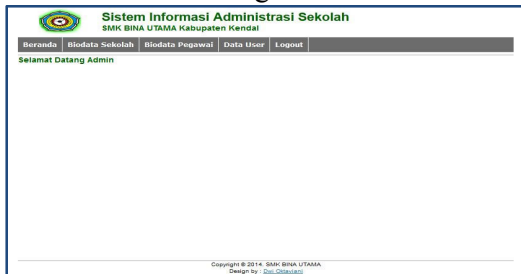 Sistem Informasi Administrasi Sekolah
SMK BINA UTAMA Kabupaten Kendal
Beranda Biodata Sekolah Biodata Pegawai Data User Logout
Selamat Datang Admin
Copyright © 2014. SMK BINA UTAMA
Design by : Dwi Oktaviani